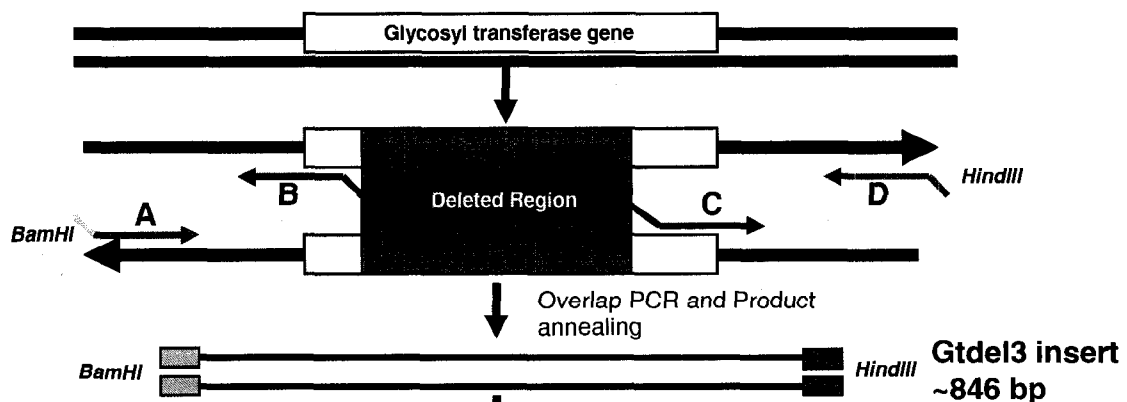 Glycosyl transferase gene
B
Deleted Region
C
D
HindIII
A
BamHI
Overlap PCR and Product
annealing
BamHI
HindIII
Gtdel3 insert
~846 bp